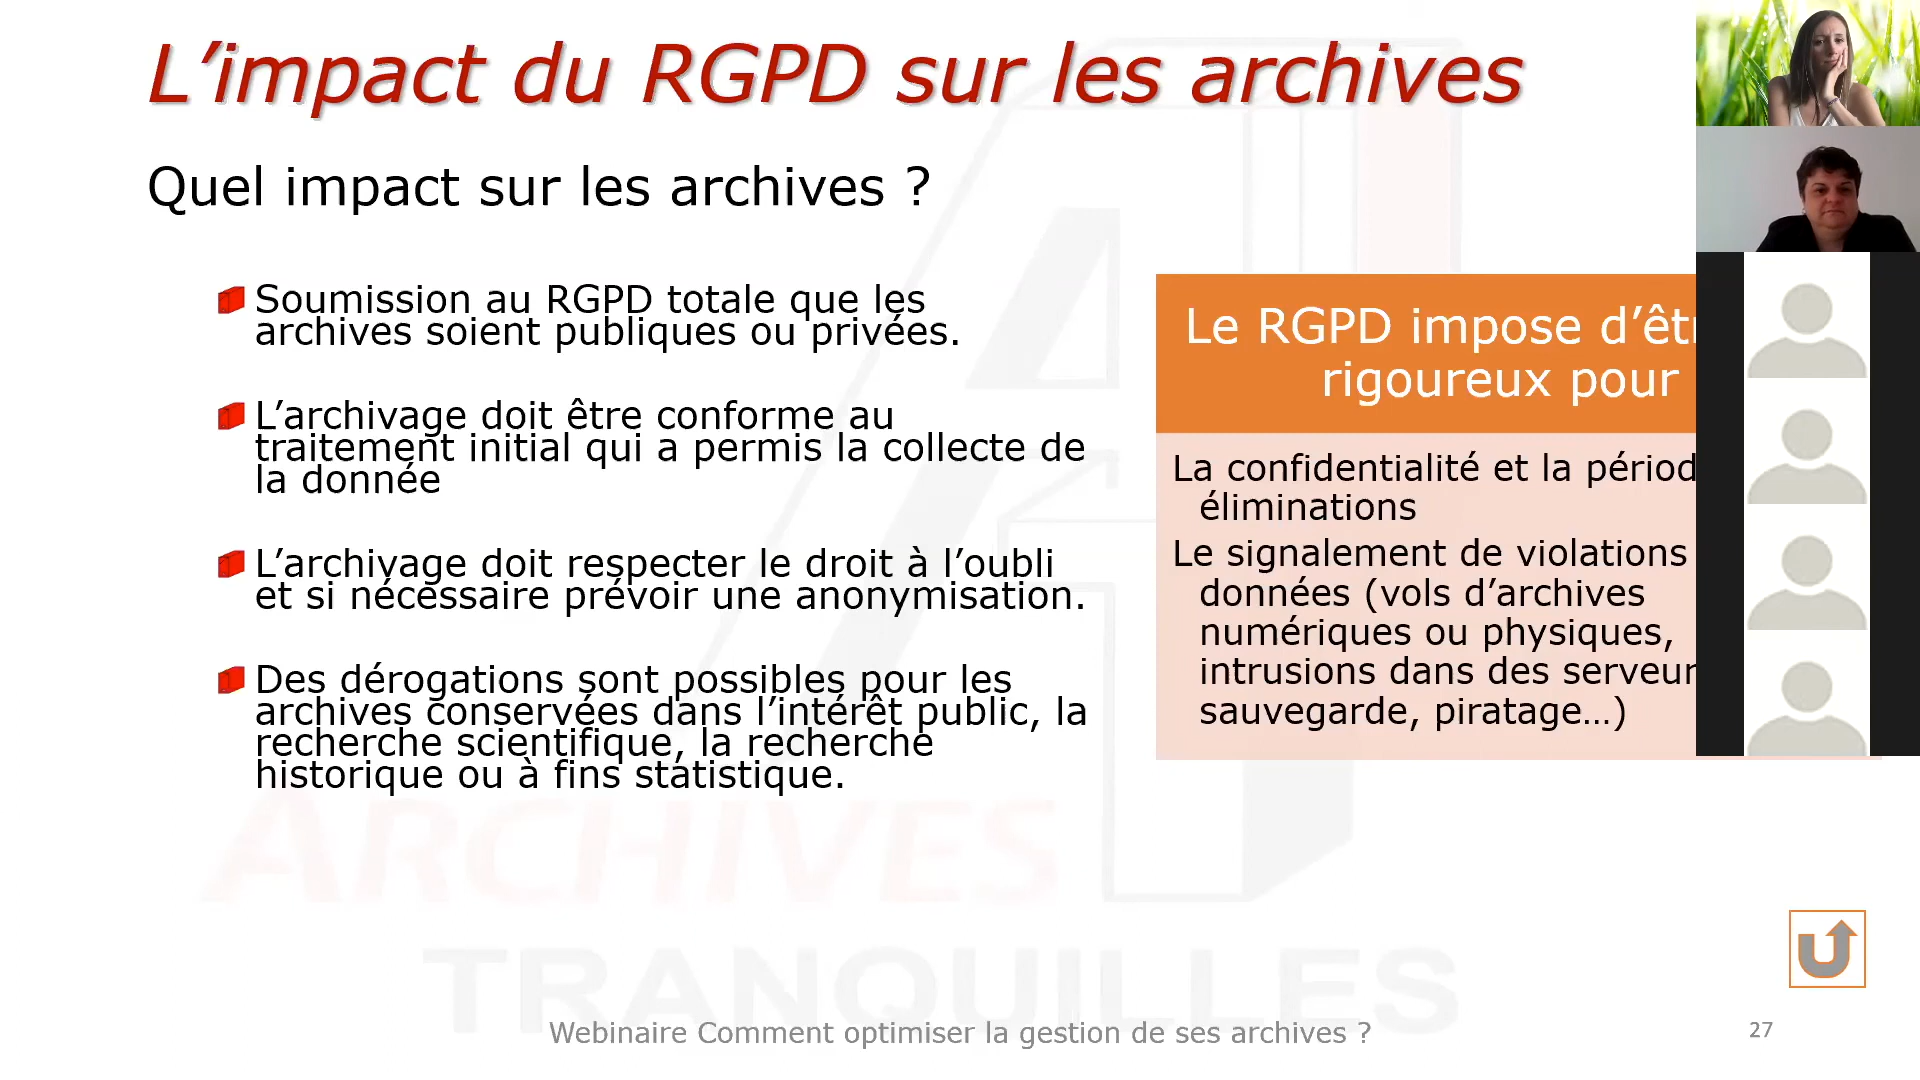 L’impact du RGPD sur les archives
Quel impact sur les archives ?
Soumission au RGPD totale que les
archives soient publiques ou privées.
L’archivage doit être conforme au
traitement initial qui a permis la collecte de
la donnée
L’archivage doit respecter le droit à l’oubli
et si nécessaire prévoir une anonymisation.
Des dérogations sont possibles pour les
archives conservées dans l’intérêt public, la
recherche scientifique, la recherche
historique ou à fins statistique.
Le RGPD impose
rigoureux pour
La confidentialité et la
éliminations
Le signalement de violations
données (vols d’archives
numériques ou physiques,
intrusions dans des
sauvegarde, piratage…)
ARCHIVES
TRANQUILLES
Webinaire Comment optimiser la gestion de ses archives ?
27